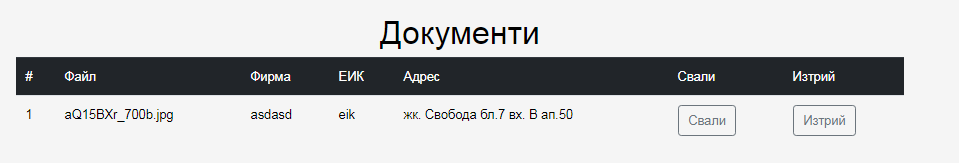 Документи
# Файл Фирма ЕИК Адрес Свали Изтрий
1 aQ15BXr_700b.jpg asdasd eik жк. Свобода бл.7 вх. В ап.50 Свали Изтрий